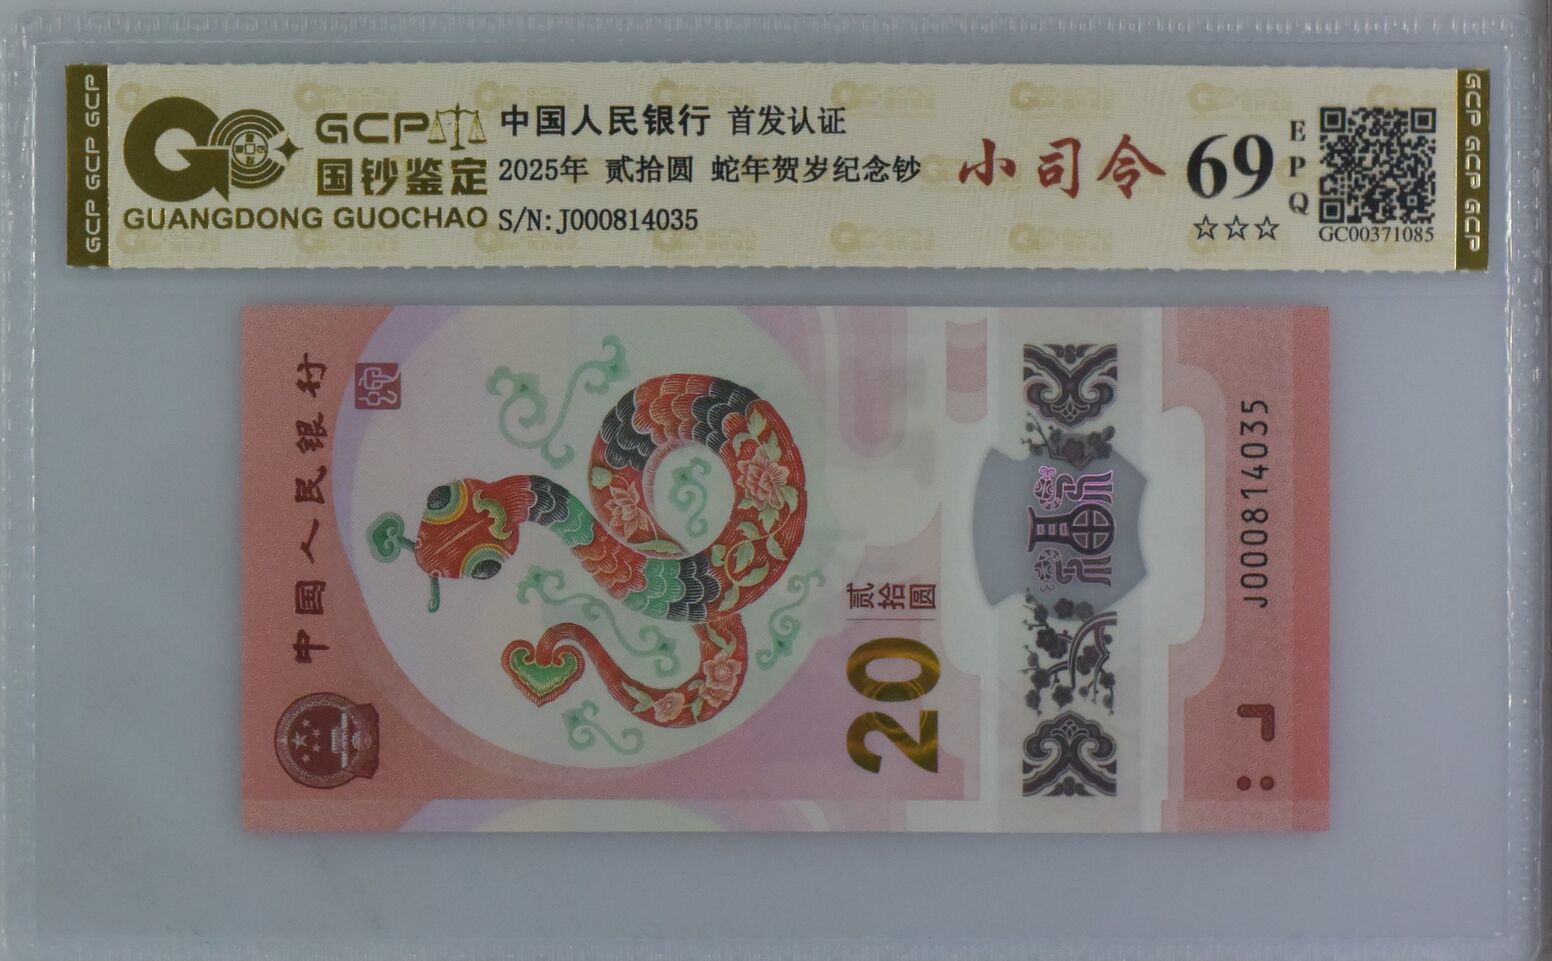 GCP GCP GCP
GCP
国钞鉴定
GUANGDONG GUOCHAO
中国人民银行 首发认证
2025年 贰拾圆 蛇年贺岁纪念钞
S/N:J000814035
小司令
69
EPQ
☆☆☆
GC00371085
GCP GCP GCP
中国人民银行
蛇
贰拾圆
20
福
J000814035